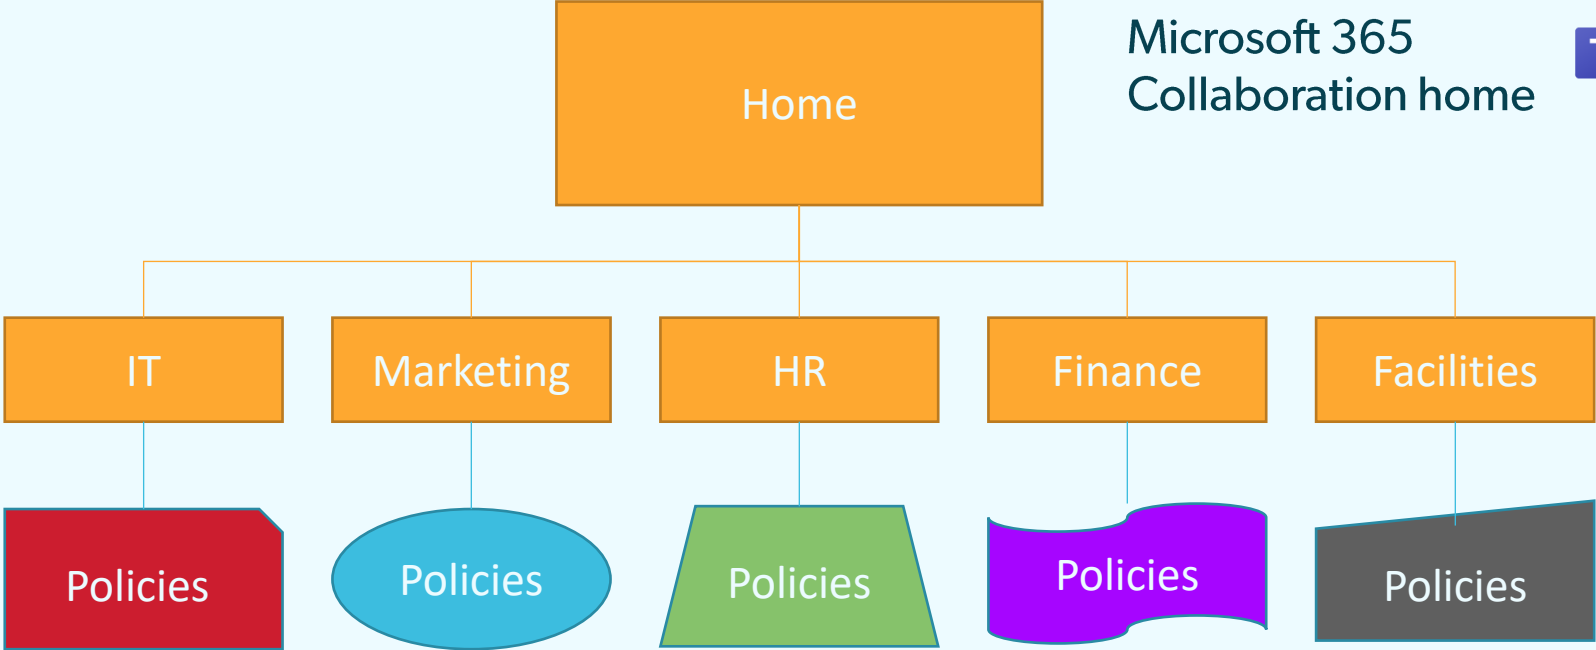 Microsoft 365
Collaboration home
Home
IT
Marketing
HR
Finance
Facilities
Policies
Policies
Policies
Policies
Policies